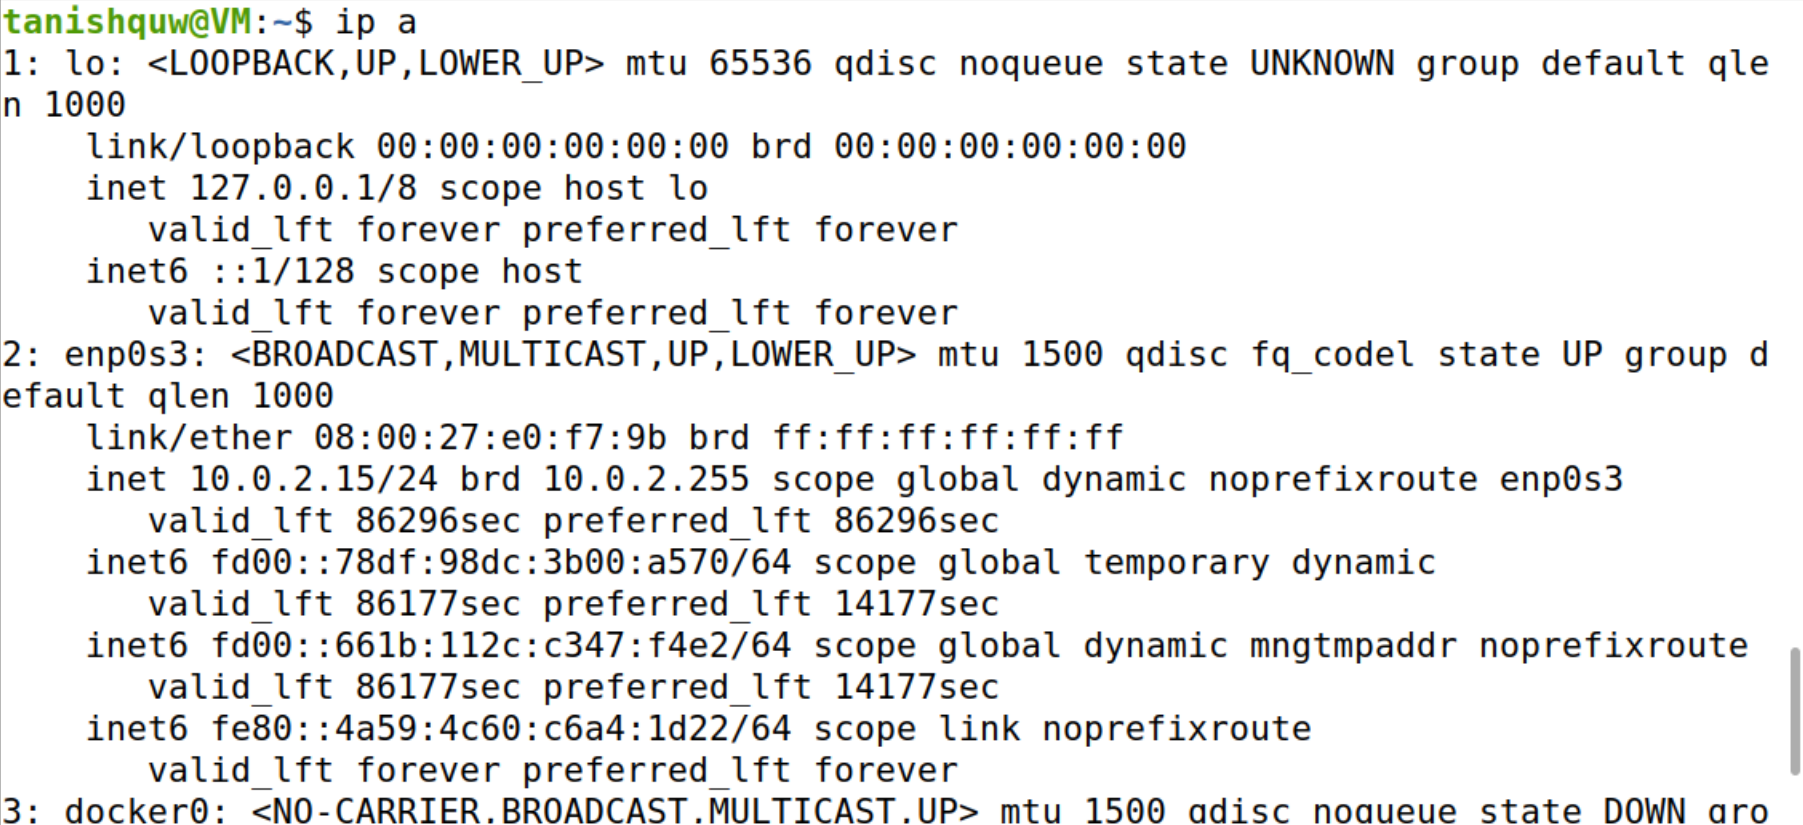 tanishquw@VM:~$ ip a
1: lo: <LOOPBACK,UP,LOWER_UP> mtu 65536 qdisc noqueue state UNKNOWN group default qle
n 1000
    link/loopback 00:00:00:00:00:00 brd 00:00:00:00:00:00
    inet 127.0.0.1/8 scope host lo
       valid_lft forever preferred_lft forever
    inet6 ::1/128 scope host
       valid_lft forever preferred_lft forever
2: enp0s3: <BROADCAST,MULTICAST,UP,LOWER_UP> mtu 1500 qdisc fq_codel state UP group d
efault qlen 1000
    link/ether 08:00:27:e0:f7:9b brd ff:ff:ff:ff:ff:ff
    inet 10.0.2.15/24 brd 10.0.2.255 scope global dynamic noprefixroute enp0s3
       valid_lft 86296sec preferred_lft 86296sec
    inet6 fd00::78df:98dc:3b00:a570/64 scope global temporary dynamic
       valid_lft 86177sec preferred_lft 14177sec
    inet6 fd00::661b:112c:c347:f4e2/64 scope global dynamic mngtmpaddr noprefixroute
       valid_lft 86177sec preferred_lft 14177sec
    inet6 fe80::4a59:4c60:c6a4:1d22/64 scope link noprefixroute
       valid_lft forever preferred_lft forever
3: docker0: <NO-CARRIER,BROADCAST,MULTICAST,UP> mtu 1500 qdisc noqueue state DOWN gro